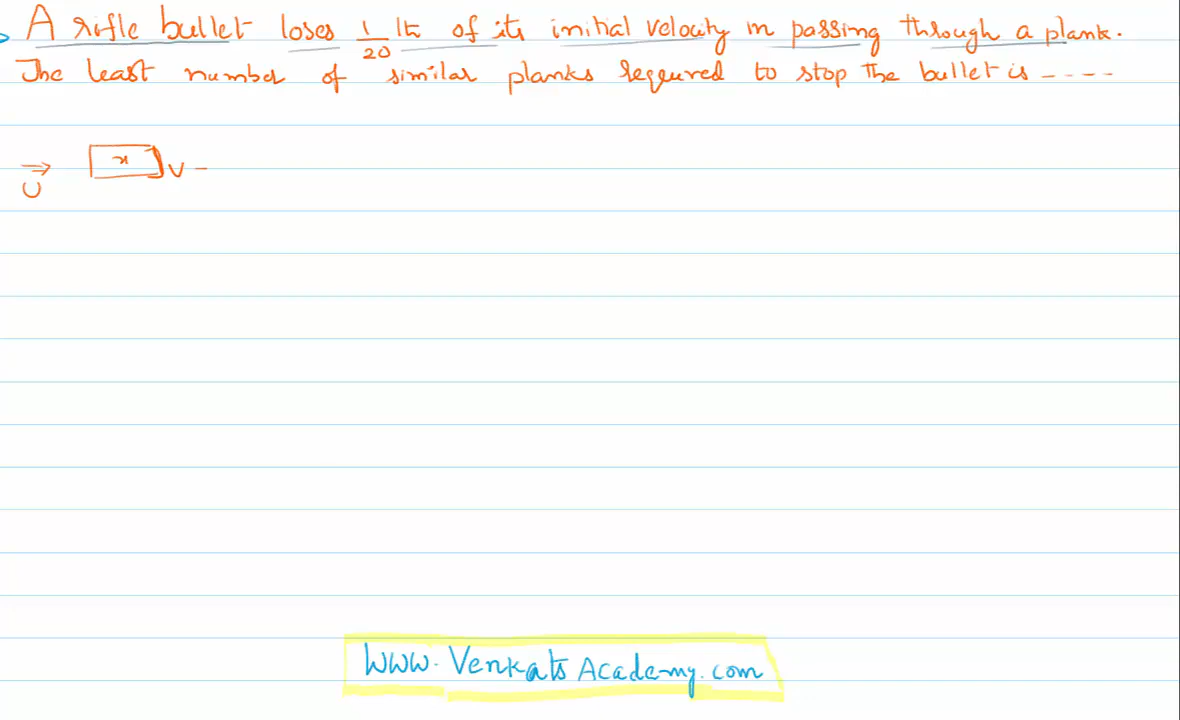 A rifle bullet loses 1/20 th of its initial velocity in passing through a plank.
The least number of similar planks required to stop the bullet is ----
U → x V -
www.VenkatsAcademy.com